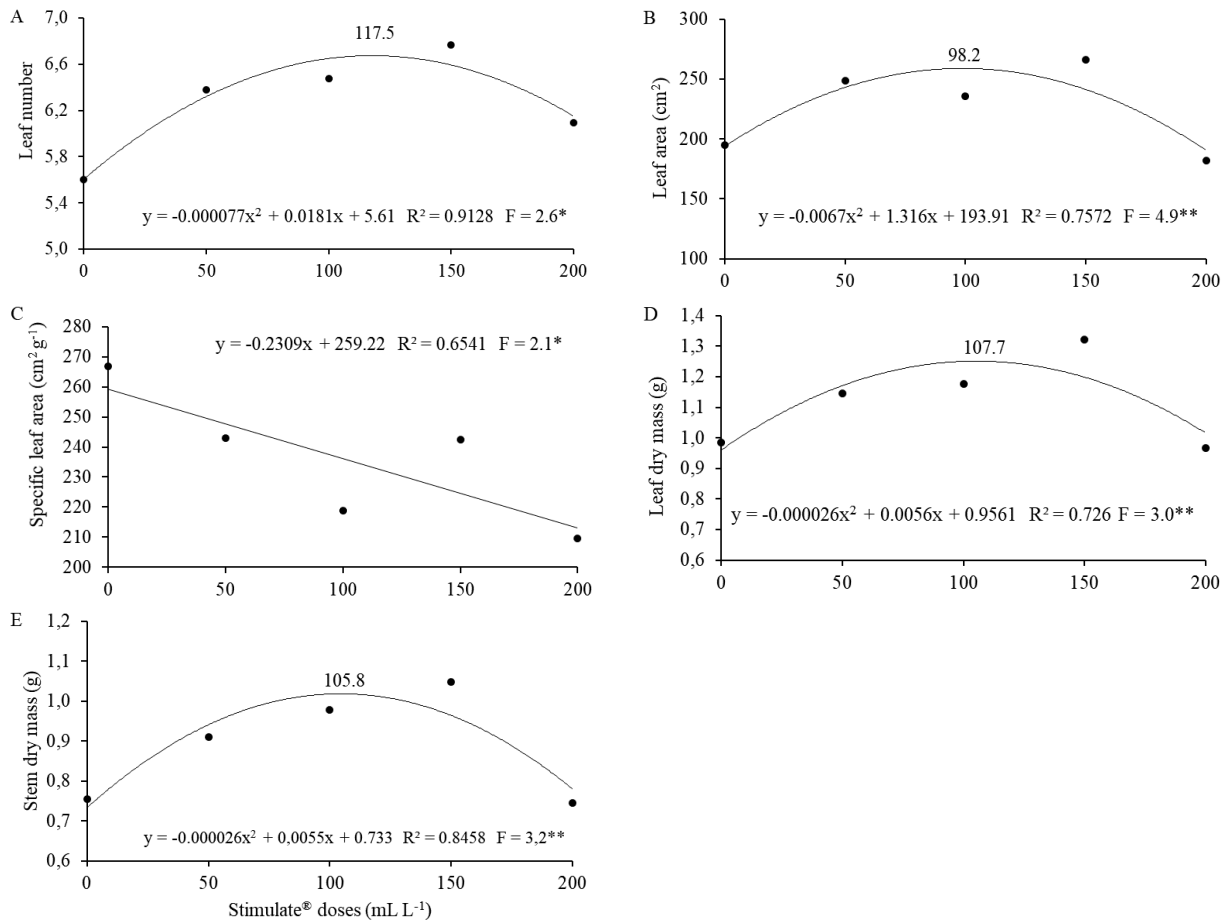 A
Leaf number
7,0
6,6
6,2
5,8
5,4
5,0
117.5
y = -0.000077x² + 0.0181x + 5.61 R² = 0.9128 F = 2.6*
0 50 100 150 200
B
Leaf area (cm²)
300
250
200
150
100
98.2
y = -0.0067x² + 1.316x + 193.91 R² = 0.7572 F = 4.9**
0 50 100 150 200
C
Specific leaf area (cm² g⁻¹)
280
270
260
250
240
230
220
210
200
y = -0.2309x + 259.22 R² = 0.6541 F = 2.1*
0 50 100 150 200
D
Leaf dry mass (g)
1,4
1,3
1,2
1,1
1,0
0,9
0,8
0,7
0,6
107.7
y = -0.000026x² + 0.0056x + 0.9561 R² = 0.726 F = 3.0**
0 50 100 150 200
E
Stem dry mass (g)
1,2
1,1
1,0
0,9
0,8
0,7
0,6
105.8
y = -0.000026x² + 0,0055x + 0.733 R² = 0.8458 F = 3,2**
0 50 100 150 200
Stimulate® doses (mL L⁻¹)